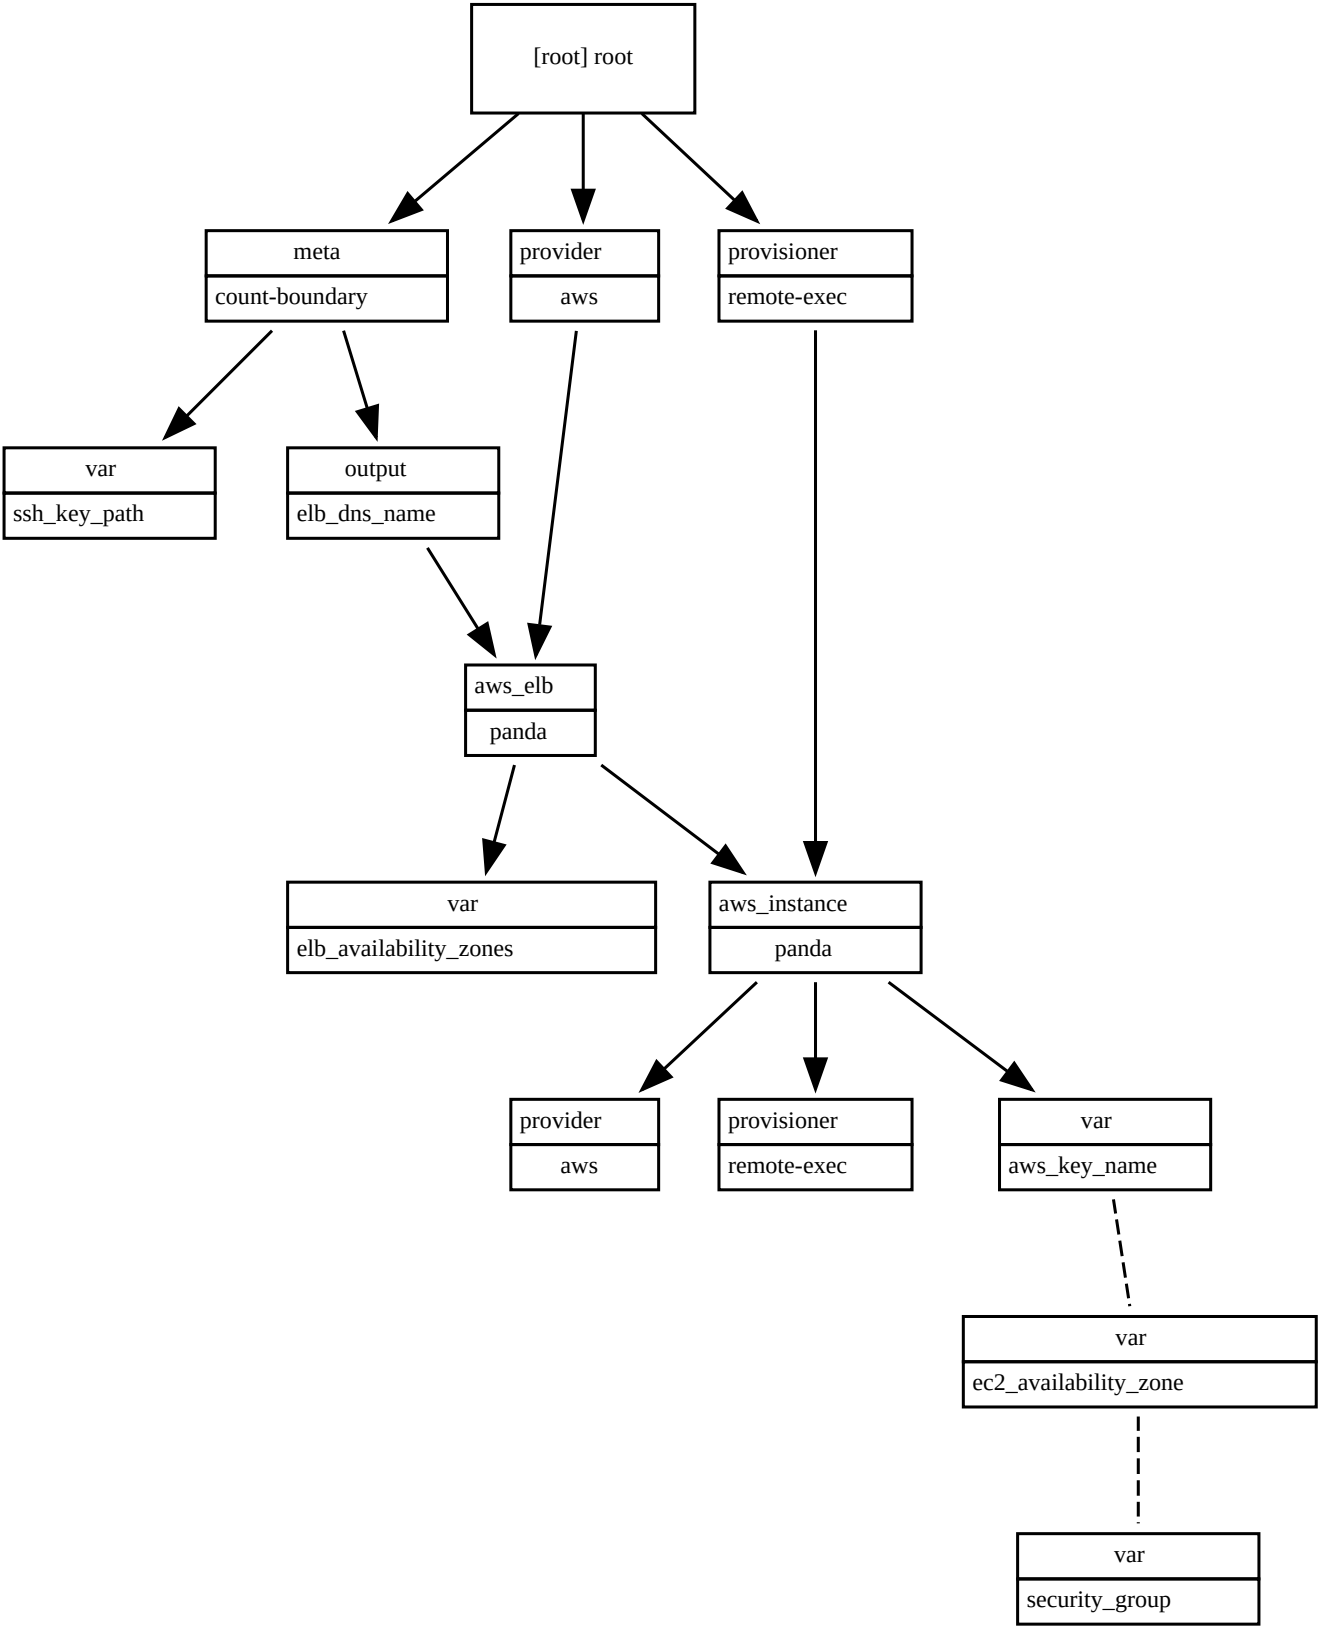 [root] root
meta
count-boundary
provider
aws
provisioner
remote-exec
var
ssh_key_path
output
elb_dns_name
aws_elb
panda
var
elb_availability_zones
aws_instance
panda
provider
aws
provisioner
remote-exec
var
aws_key_name
var
ec2_availability_zone
var
security_group